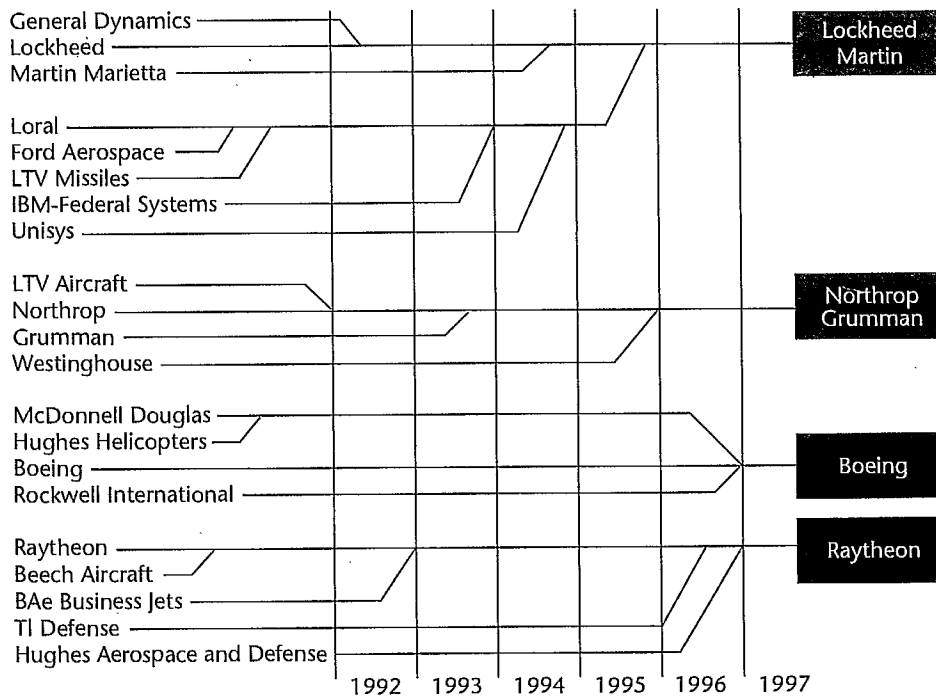 General Dynamics
Lockheed
Martin Marietta
Lockheed
Martin
Loral
Ford Aerospace
LTV Missiles
IBM-Federal Systems
Unisys
LTV Aircraft
Northrop
Grumman
Westinghouse
Northrop
Grumman
McDonnell Douglas
Hughes Helicopters
Boeing
Rockwell International
Boeing
Raytheon
Beech Aircraft
BAe Business Jets
TI Defense
Hughes Aerospace and Defense
Raytheon
1992 1993 1994 1995 1996 1997